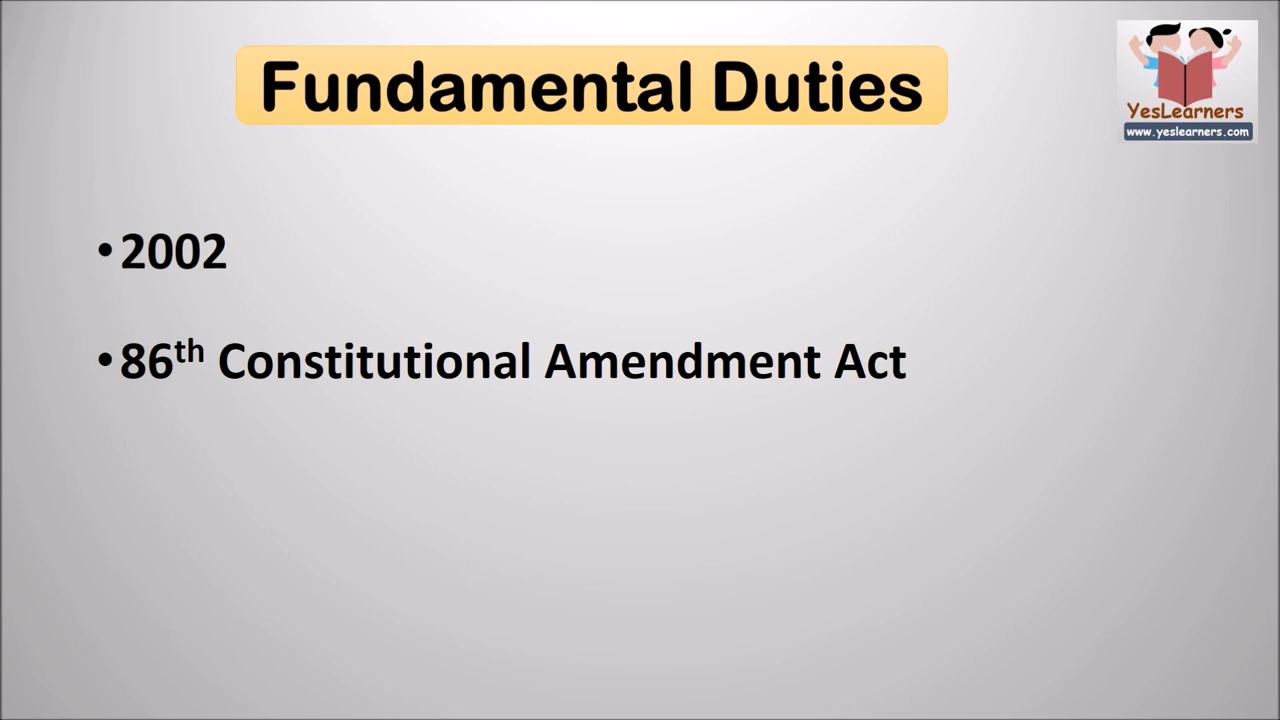 Fundamental Duties
YesLearners
www.yeslearners.com
•2002
•86th Constitutional Amendment Act